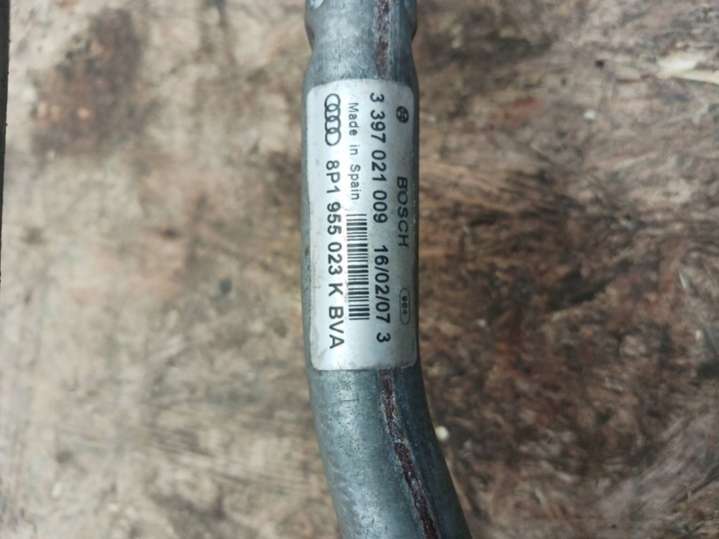 BOSCH
3 397 021 009 16/02/07 3
Made in Spain
8P1 955 023 K BVA